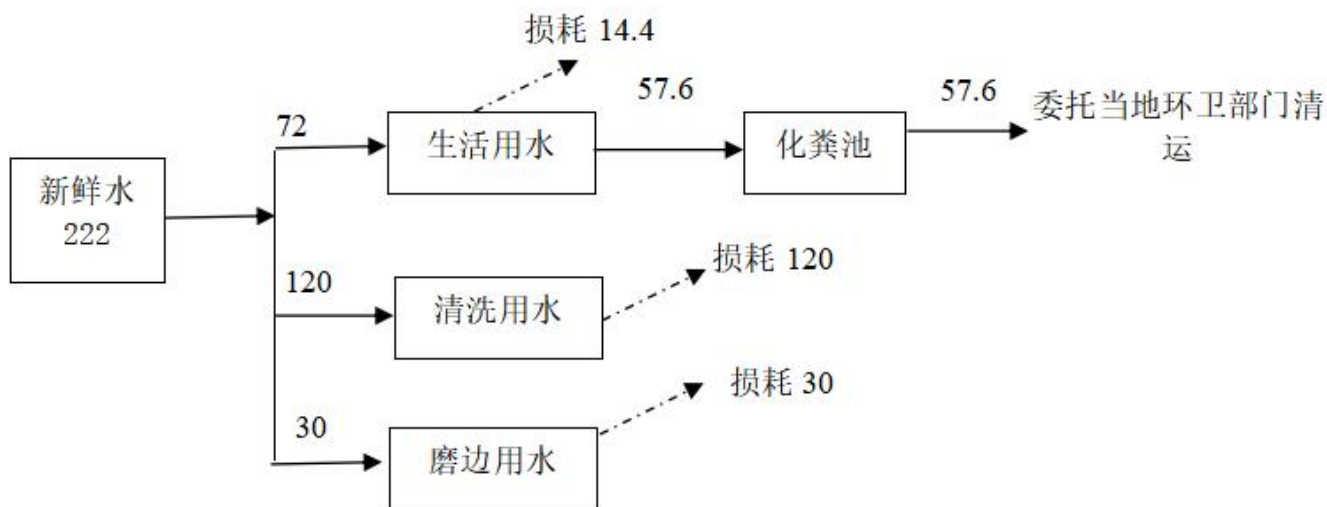 损耗 14.4
57.6
57.6
委托当地环卫部门清
运
72
生活用水
化粪池
新鲜水
222
损耗 120
120
清洗用水
损耗 30
30
磨边用水